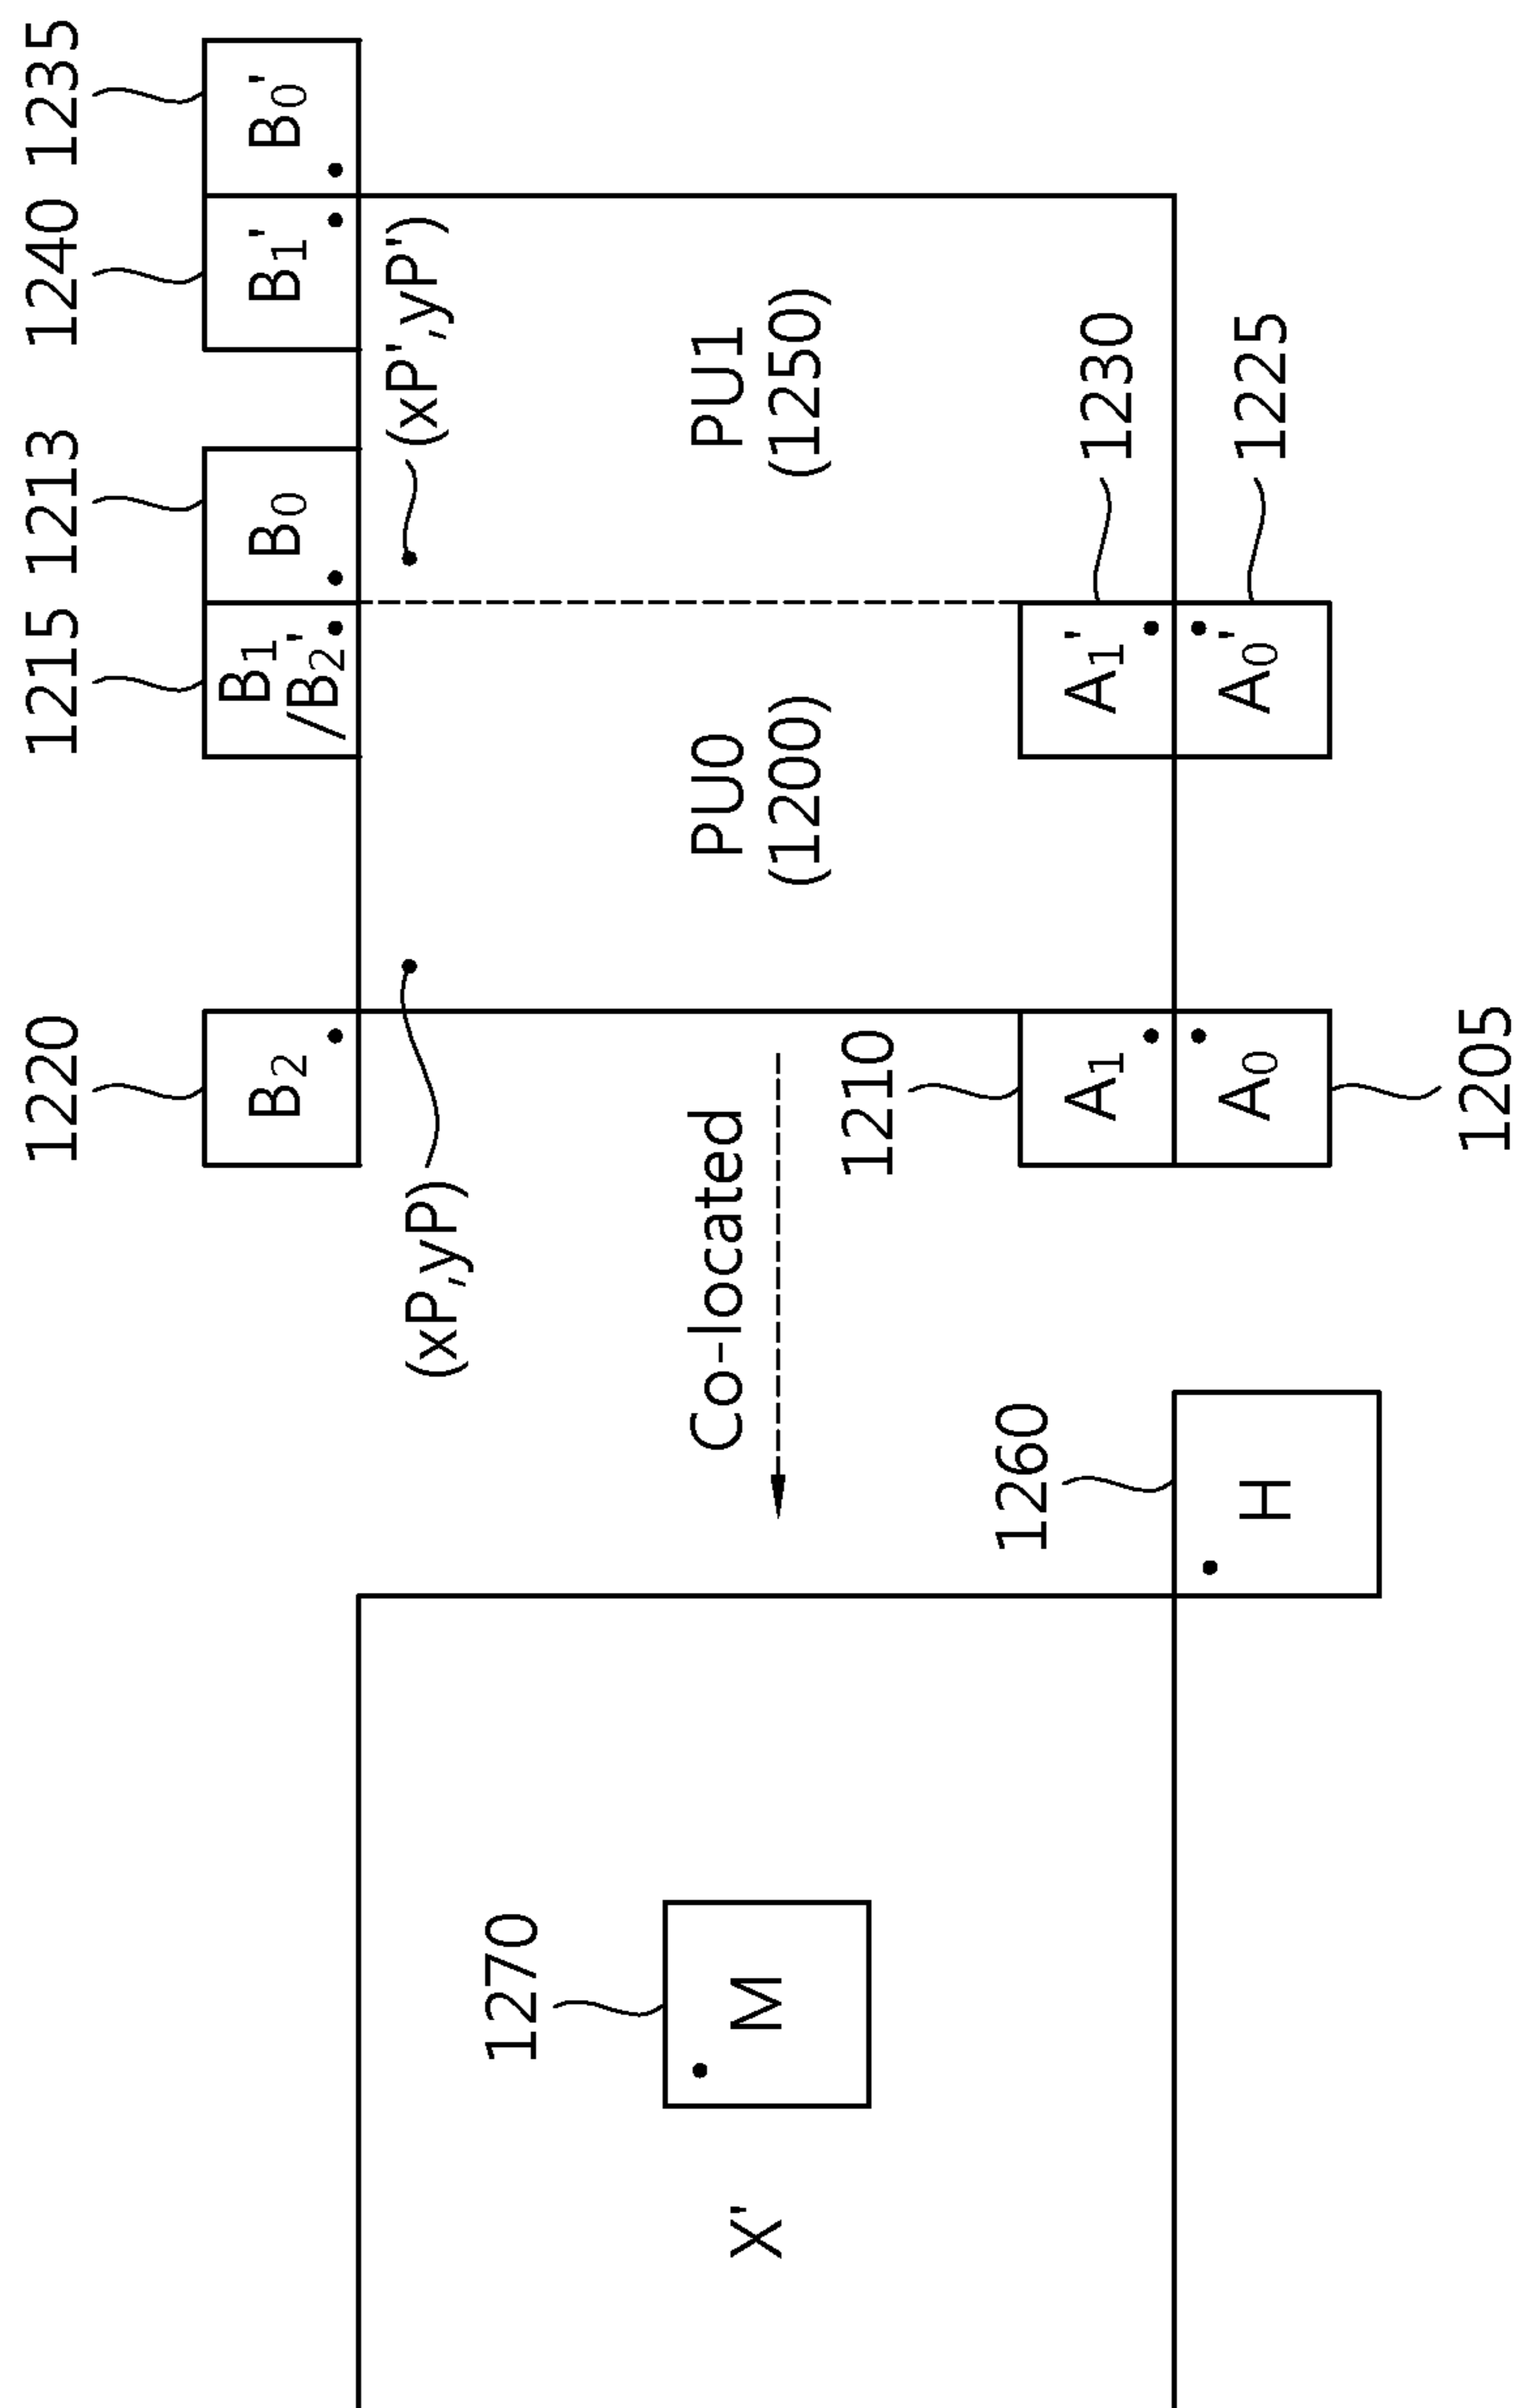 1220
1215
1213
1240
1235
B2
B1
/B2'
B0
B1'
B0'
(xP,yP)
(xP',yP')
1270
X'
M
Co-located
PU0
(1200)
PU1
(1250)
1260
H
1210
A1
A0
1205
A1'
A0'
1230
1225